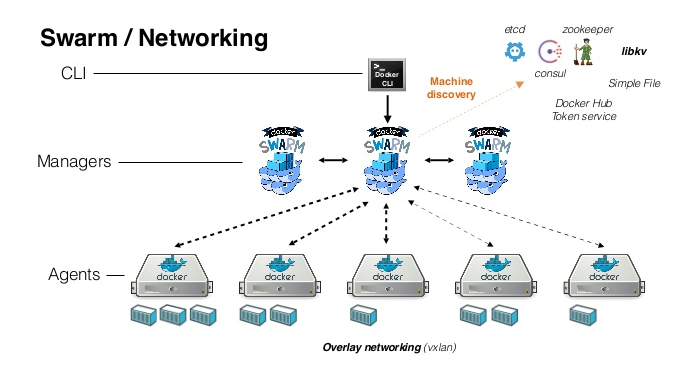 Swarm / Networking
etcd
zookeeper
libkv
consul
Simple File
Docker Hub
Token service
CLI
>_
Docker
CLI
Machine
discovery
docker
SWARM
docker
SWARM
docker
SWARM
Managers
Agents
docker
docker
docker
docker
docker
Overlay networking (vxlan)